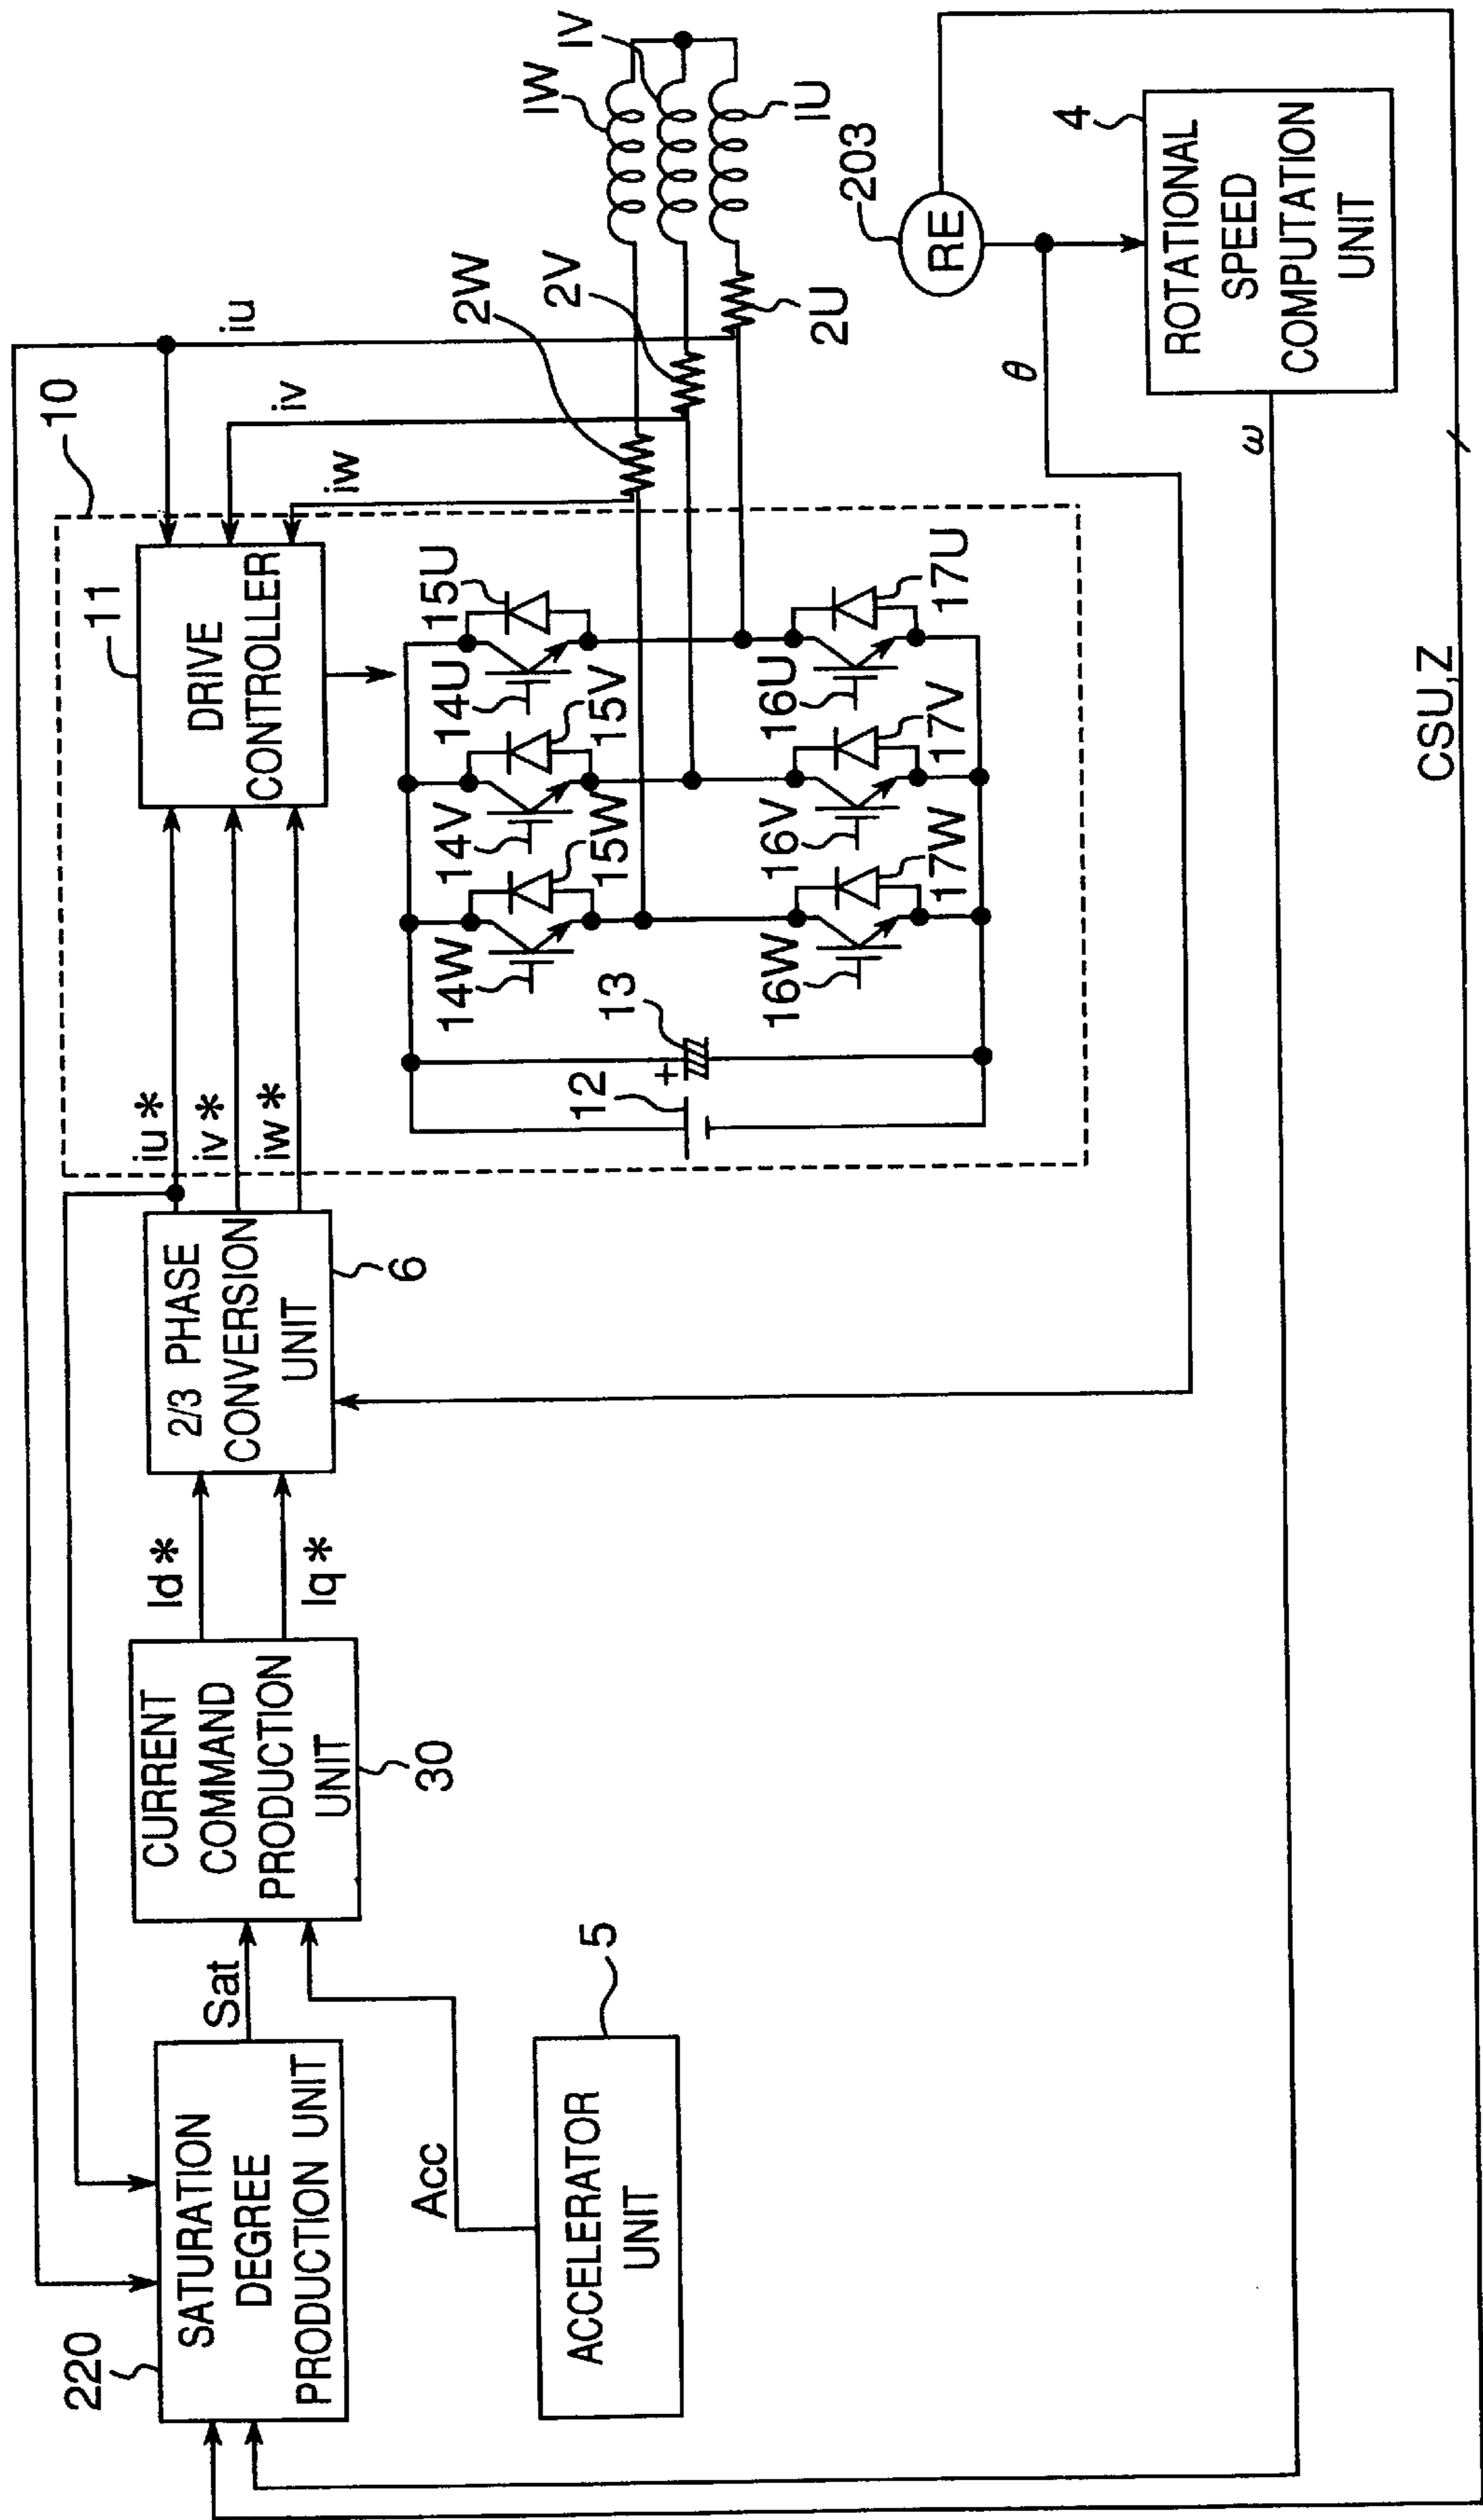 220
SATURATION
DEGREE
PRODUCTION UNIT
Sat
Acc
ACCELERATOR
UNIT
5
CURRENT
COMMAND
PRODUCTION
UNIT
30
Id*
Iq*
2/3 PHASE
CONVERSION
UNIT
6
iu*
iv*
iw*
10
11
DRIVE
CONTROLLER
iu
iv
iw
12
+
13
14W
15W
14V
15V
14U
15U
16W
17W
16V
17V
16U
17U
2W
2V
2U
IW
IV
IU
203
RE
θ
4
ROTATIONAL
SPEED
COMPUTATION
UNIT
ω
CSU,Z